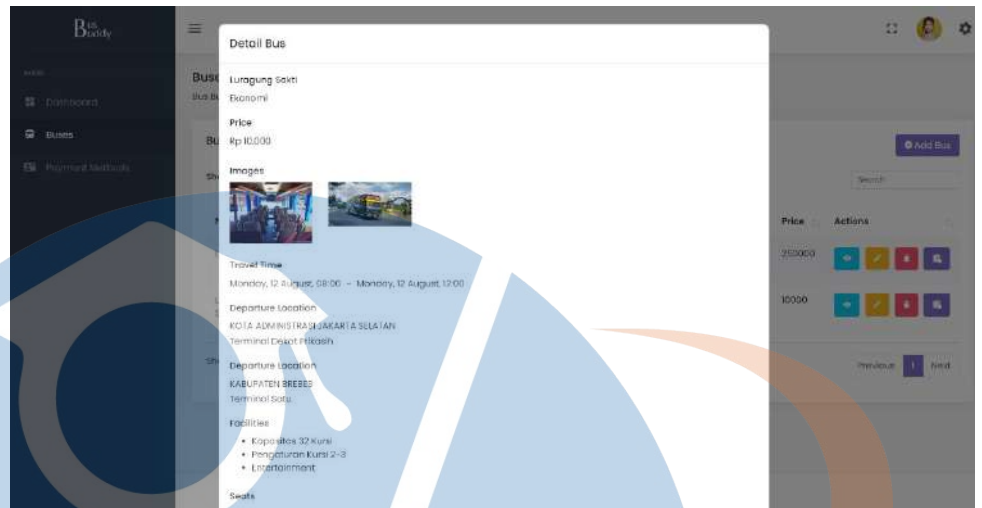 Bus
Buddy
Detail Bus
Dashboard
Buses
Payment Methods
Luragung Sakti
Ekonomi
Price
Rp 10,000
Images
Travel Time
Monday, 12 August, 08:00 - Monday, 12 August, 12:00
Departure Location
KOTA ADMINISTRASI JAKARTA SELATAN
Departure Location
KABUPATEN BREBES
Terminal Satu
Facilities
Kapasitas 32 Kursi
Pengaturan Kursi 2-3
Entertainment
Seats
Add Bus
Search
Price Actions
250000
10000
Previous 1 Next